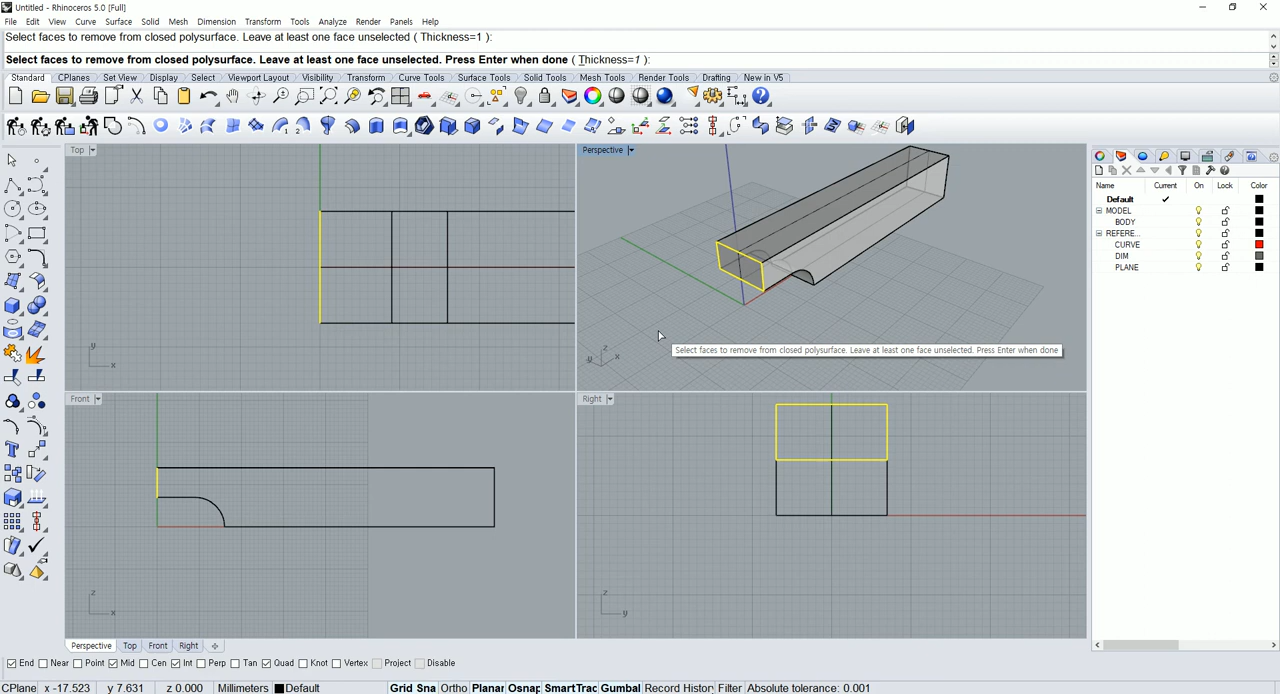 Untitled - Rhinoceros 5.0 [Full]
File Edit View Curve Surface Solid Mesh Dimension Transform Tools Analyze Render Panels Help
Select faces to remove from closed polysurface. Leave at least one face unselected ( Thickness=1 ):
Select faces to remove from closed polysurface. Leave at least one face unselected. Press Enter when done ( Thickness=1 ):
Standard CPlanes Set View Display Select Viewport Layout Visibility Transform Curve Tools Surface Tools Solid Tools Mesh Tools Render Tools Drafting New in V5
Top
Perspective
Name Current On Lock Color
Default
MODEL
BODY
REFERE...
CURVE
DIM
PLANE
Select faces to remove from closed polysurface. Leave at least one face unselected. Press Enter when done
y
x
y
z
x
Front
Right
z
x
z
y
Perspective Top Front Right
End Near Point Mid Cen Int Perp Tan Quad Knot Vertex Project Disable
CPlane x -17.523 y 7.631 z 0.000 Millimeters Default Grid Sna Ortho Planar Osnap SmartTrac Gumbal Record History Filter Absolute tolerance: 0.001